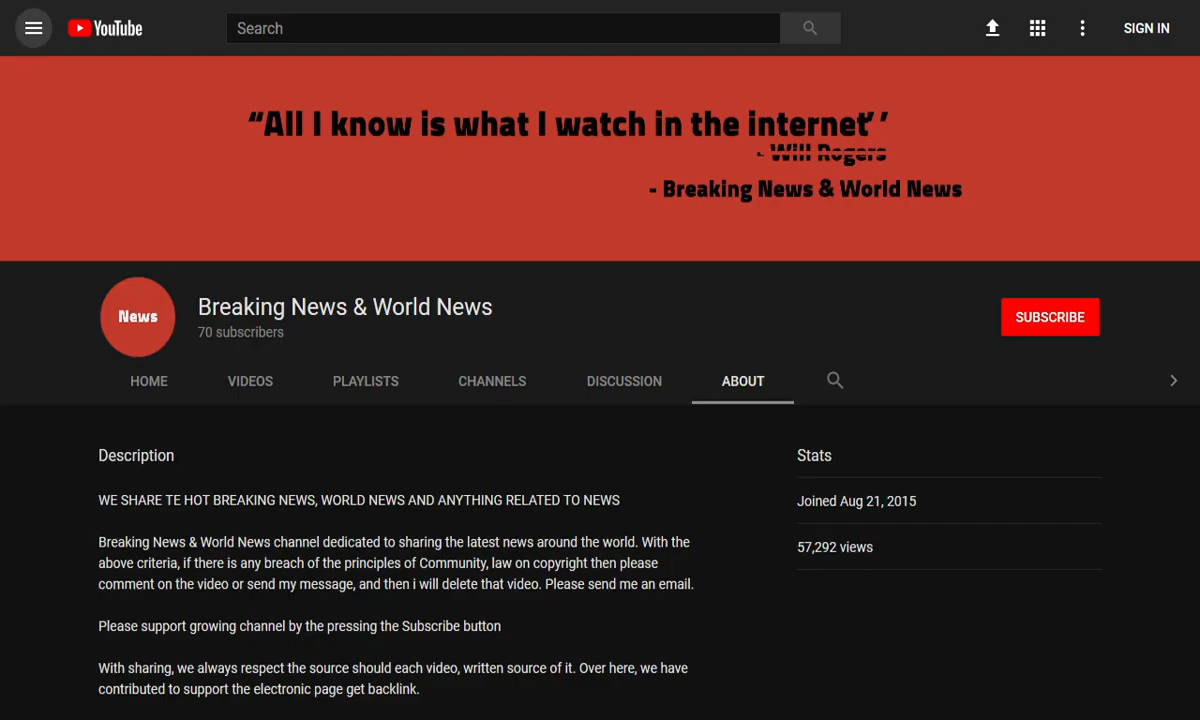 YouTube
Search
SIGN IN
“All I know is what I watch in the internet’’
- Will Rogers
- Breaking News & World News
News
Breaking News & World News
70 subscribers
SUBSCRIBE
HOME VIDEOS PLAYLISTS CHANNELS DISCUSSION ABOUT
Description
WE SHARE TE HOT BREAKING NEWS, WORLD NEWS AND ANYTHING RELATED TO NEWS
Breaking News & World News channel dedicated to sharing the latest news around the world. With the
above criteria, if there is any breach of the principles of Community, law on copyright then please
comment on the video or send my message, and then i will delete that video. Please send me an email.
Please support growing channel by the pressing the Subscribe button
With sharing, we always respect the source should each video, written source of it. Over here, we have
contributed to support the electronic page get backlink.
Stats
Joined Aug 21, 2015
57,292 views